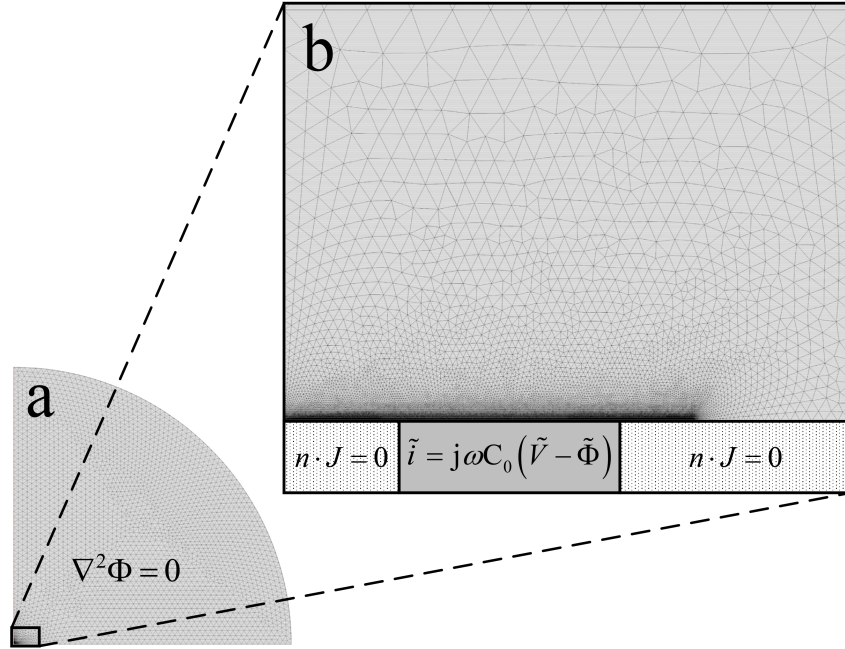 b
n · J = 0
ĩ = jωC₀(Ṽ − Φ̃)
n · J = 0
a
∇²Φ = 0